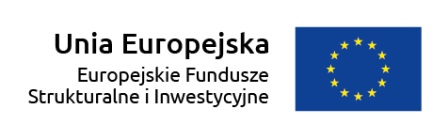 Unia Europejska
Europejskie Fundusze
Strukturalne i Inwestycyjne